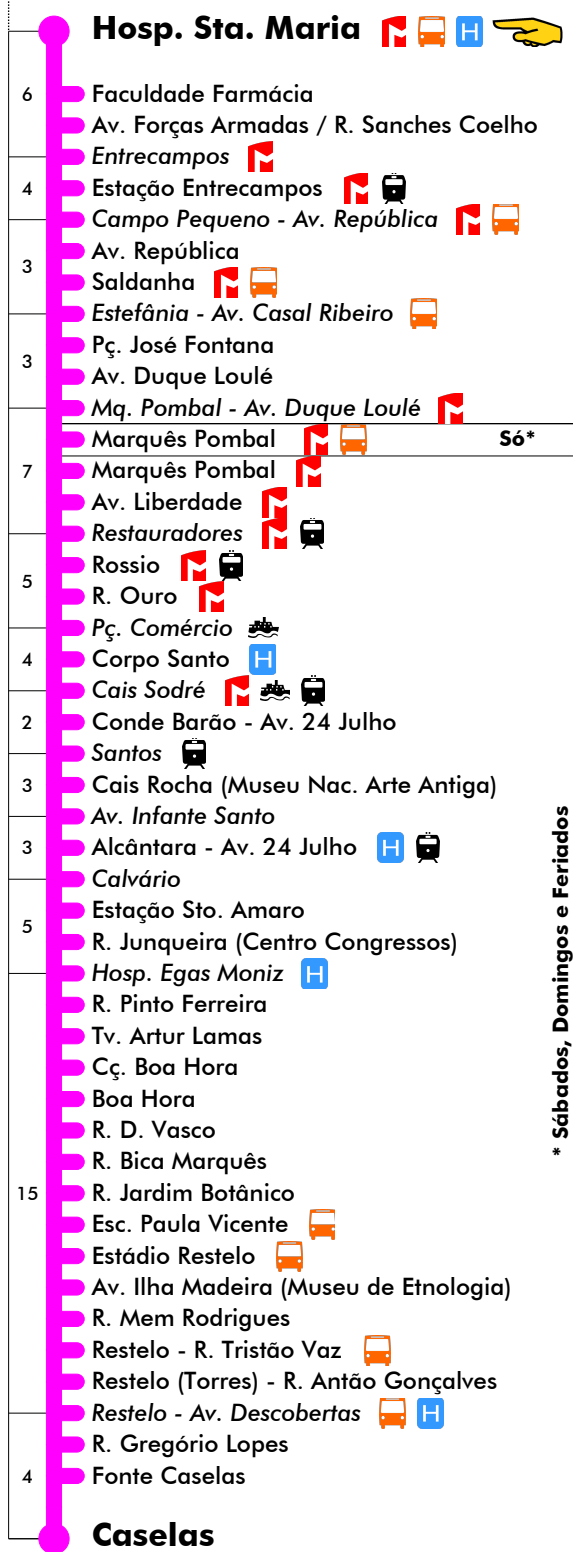 Hosp. Sta. Maria H
6
Faculdade Farmácia
Av. Forças Armadas / R. Sanches Coelho
Entrecampos
4
Estação Entrecampos
Campo Pequeno - Av. República
3
Av. República
Saldanha
Estefânia - Av. Casal Ribeiro
3
Pç. José Fontana
Av. Duque Loulé
Mq. Pombal - Av. Duque Loulé
Marquês Pombal Só*
7
Marquês Pombal
Av. Liberdade
Restauradores
5
Rossio
R. Ouro
Pç. Comércio
4
Corpo Santo H
Cais Sodré
2
Conde Barão - Av. 24 Julho
Santos
3
Cais Rocha (Museu Nac. Arte Antiga)
Av. Infante Santo
3
Alcântara - Av. 24 Julho H
Calvário
5
Estação Sto. Amaro
R. Junqueira (Centro Congressos)
Hosp. Egas Moniz H
15
R. Pinto Ferreira
Tv. Artur Lamas
Cç. Boa Hora
Boa Hora
R. D. Vasco
R. Bica Marquês
R. Jardim Botânico
Esc. Paula Vicente
Estádio Restelo
Av. Ilha Madeira (Museu de Etnologia)
R. Mem Rodrigues
Restelo - R. Tristão Vaz
Restelo (Torres) - R. Antão Gonçalves
Restelo - Av. Descobertas H
4
R. Gregório Lopes
Fonte Caselas
Caselas
* Sábados, Domingos e Feriados